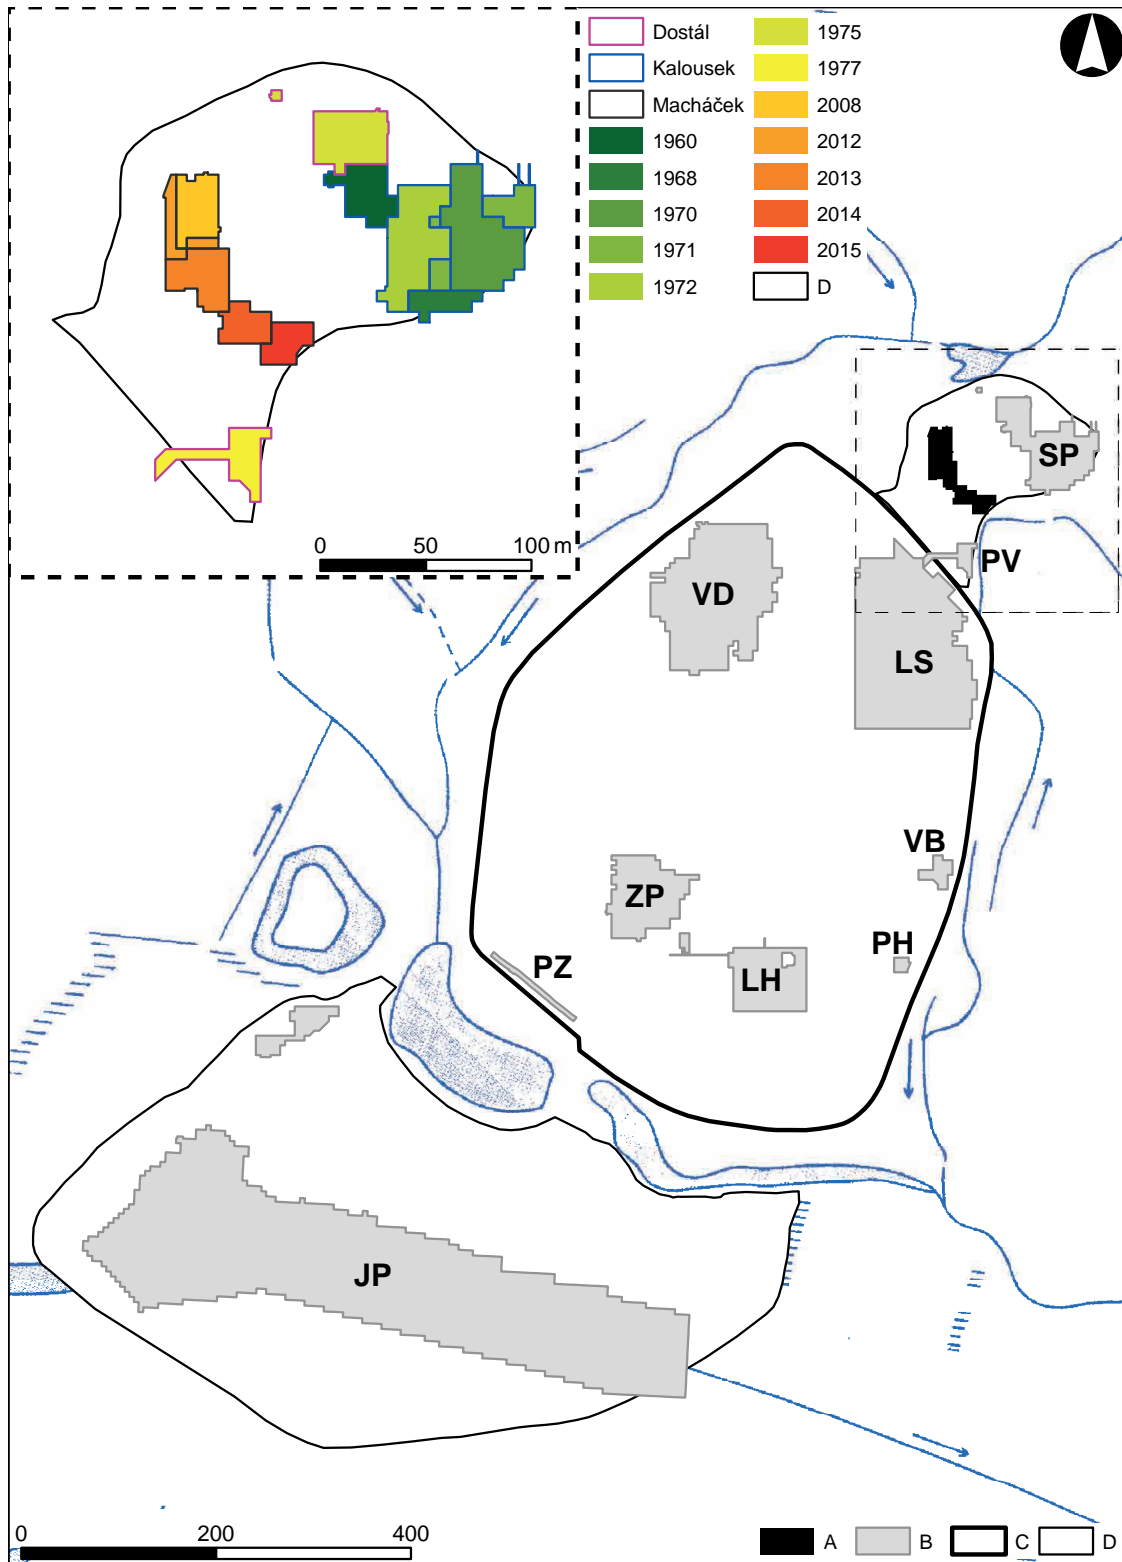 Dostál
Kalousek
Macháček
1960
1968
1970
1971
1972
1975
1977
2008
2012
2013
2014
2015
D
0 50 100 m
SP
PV
VD
LS
VB
ZP
PH
PZ
LH
JP
0 200 400
A B C D